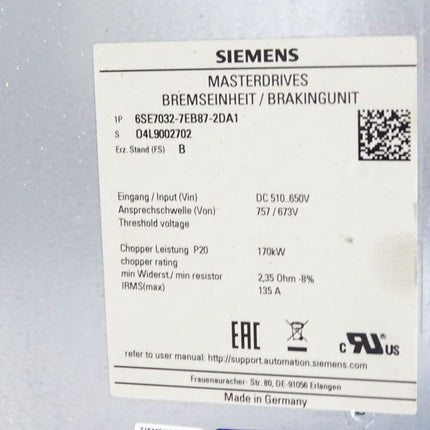 SIEMENS
MASTERDRIVES
BREMSEINHEIT / BRAKINGUNIT
1P 6SE7032-7EB87-2DA1
S O4L9002702
Erz. Stand (FS) B
Eingang / Input (Vin) DC 510..650V
Ansprechschwelle (Von) 757 / 673V
Threshold voltage
Chopper Leistung P20 170kW
chopper rating
min Widerst./ min resistor 2,35 Ohm -8%
IRMS(max) 135 A
EAC
c RU US
refer to user manual: http://support.automation.siemens.com
Frauenauracher- Str. 80, DE-91056 Erlangen
Made in Germany